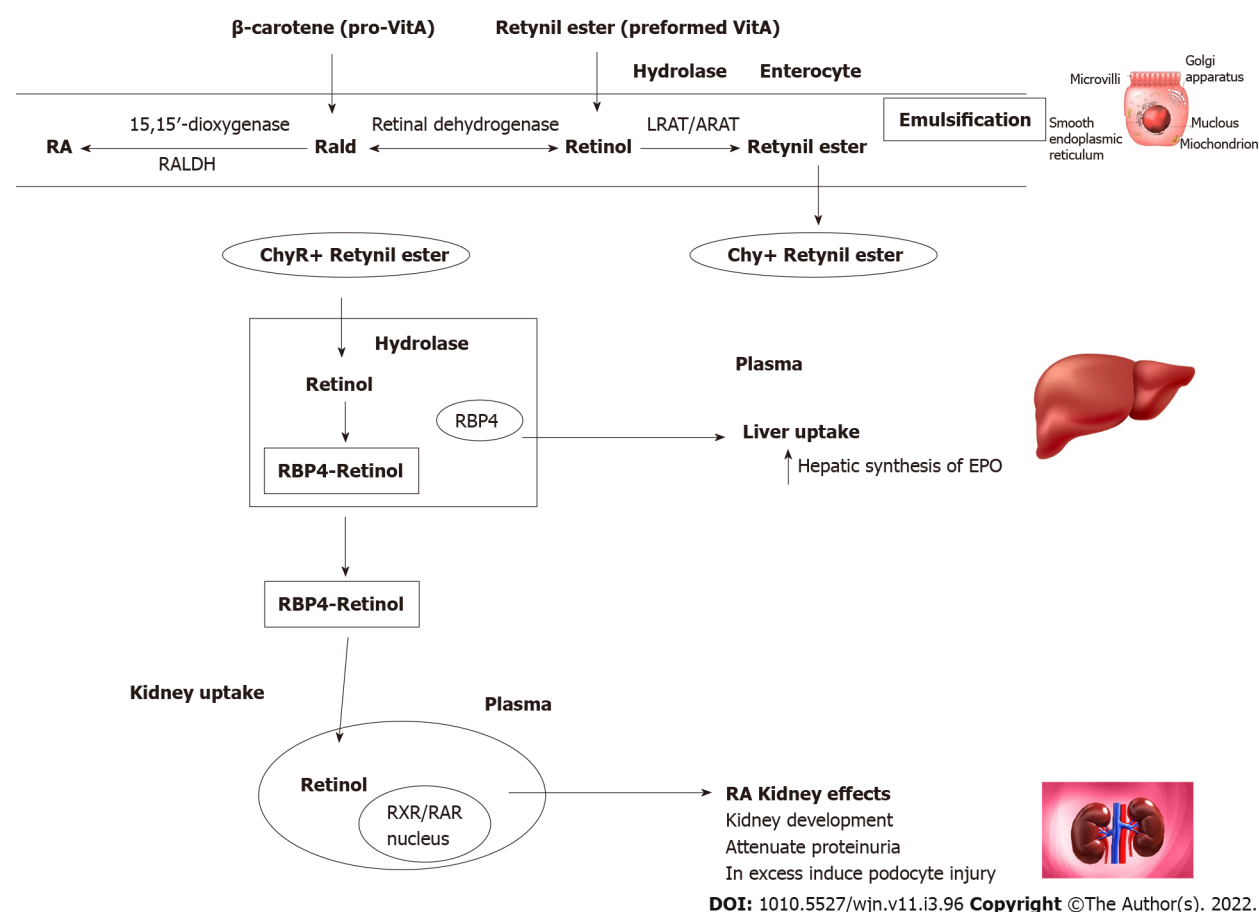 β-carotene (pro-VitA)
Retynil ester (preformed VitA)
Hydrolase
Enterocyte
Golgi
apparatus
Microvilli
Emulsification
Smooth
endoplasmic
reticulum
Muclous
Miochondrion
15,15′-dioxygenase
Retinal dehydrogenase
LRAT/ARAT
RA
Rald
Retinol
Retynil ester
RALDH
ChyR+ Retynil ester
Chy+ Retynil ester
Hydrolase
Retinol
RBP4
RBP4-Retinol
Plasma
Liver uptake
Hepatic synthesis of EPO
RBP4-Retinol
Kidney uptake
Plasma
Retinol
RXR/RAR
nucleus
RA Kidney effects
Kidney development
Attenuate proteinuria
In excess induce podocyte injury
DOI: 1010.5527/wjn.v11.i3.96 Copyright ©The Author(s). 2022.